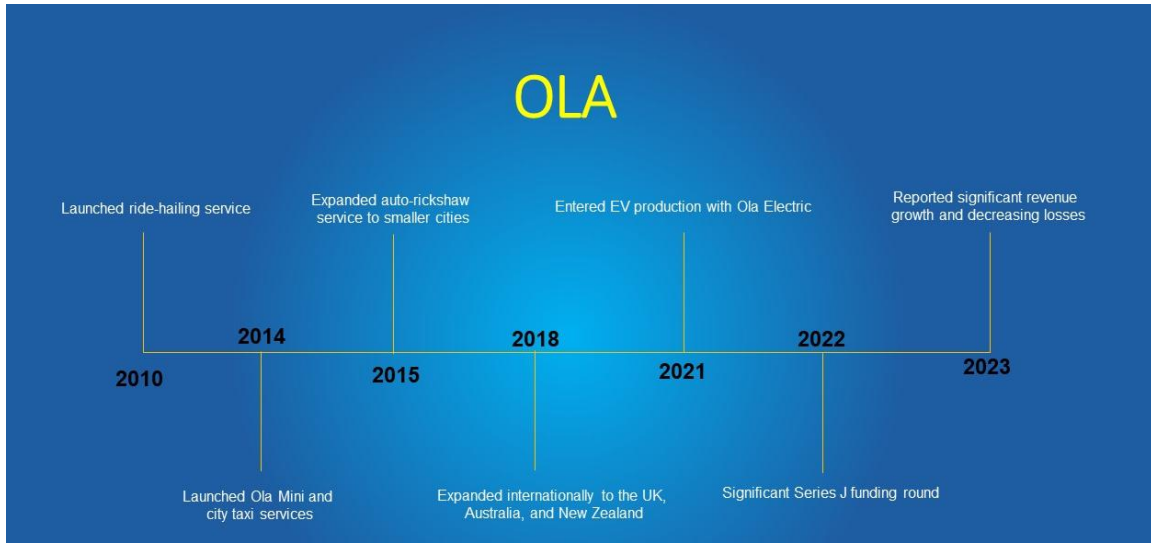 OLA
Launched ride-hailing service
Expanded auto-rickshaw
service to smaller cities
Entered EV production with Ola Electric
Reported significant revenue
growth and decreasing losses
2010
2014
2015
2018
2021
2022
2023
Launched Ola Mini and
city taxi services
Expanded internationally to the UK,
Australia, and New Zealand
Significant Series J funding round